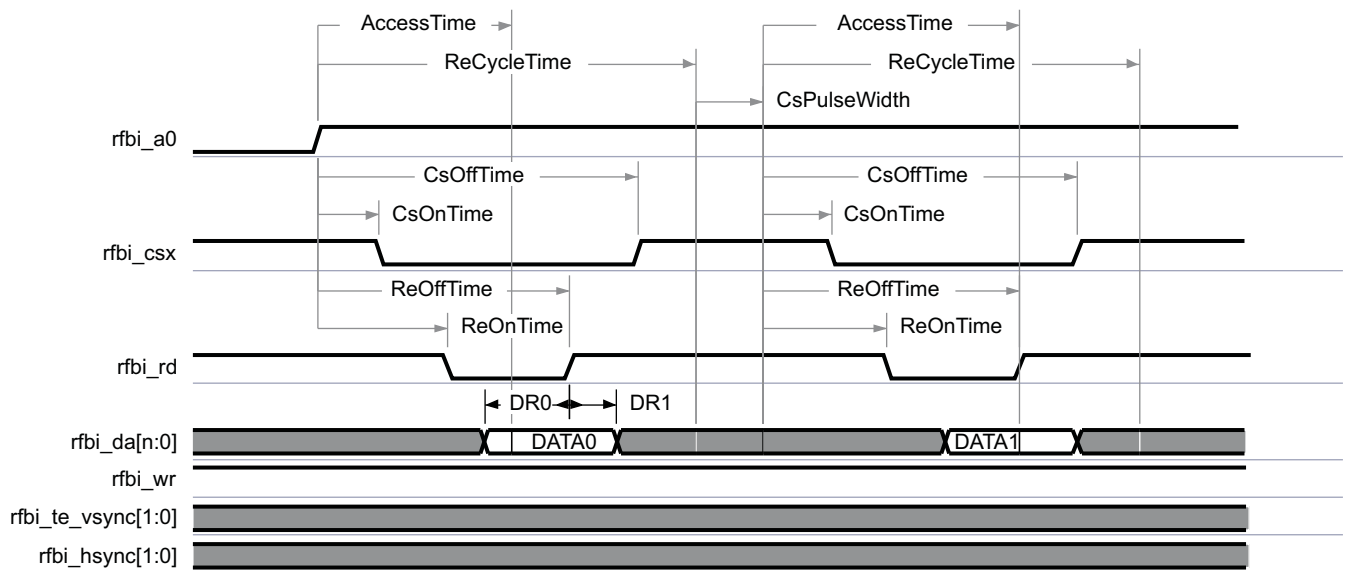 AccessTime AccessTime
ReCycleTime ReCycleTime
CsPulseWidth
rfbi_a0
CsOffTime CsOffTime
CsOnTime CsOnTime
rfbi_csx
ReOffTime ReOffTime
ReOnTime ReOnTime
rfbi_rd
DR0 DR1
rfbi_da[n:0] DATA0 DATA1
rfbi_wr
rfbi_te_vsync[1:0]
rfbi_hsync[1:0]